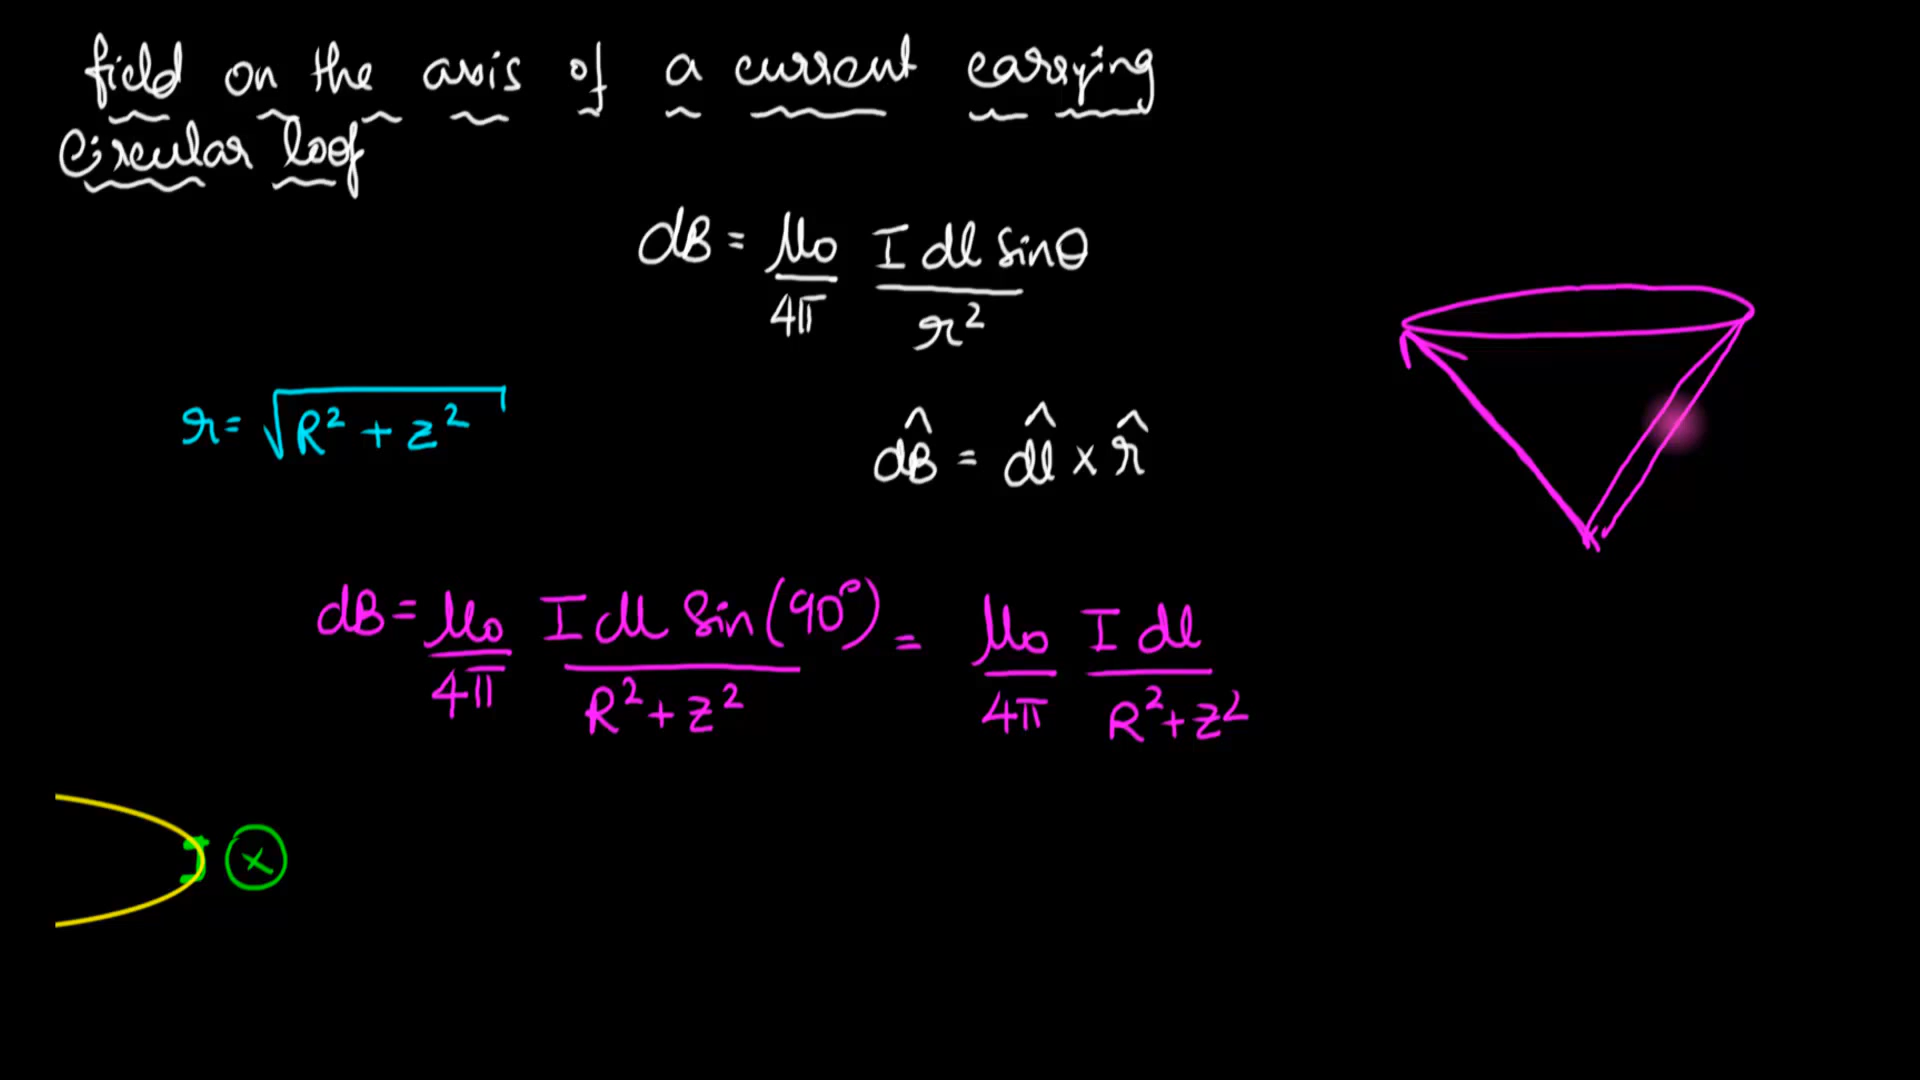 field on the axis of a current carrying
circular loop
dB = μ₀/4π I dl sinθ/r²
r = √(R² + z²)
dB̂ = dl̂ × r̂
dB = μ₀/4π I dl sin(90°)/(R² + z²) = μ₀/4π I dl/(R² + z²)
×